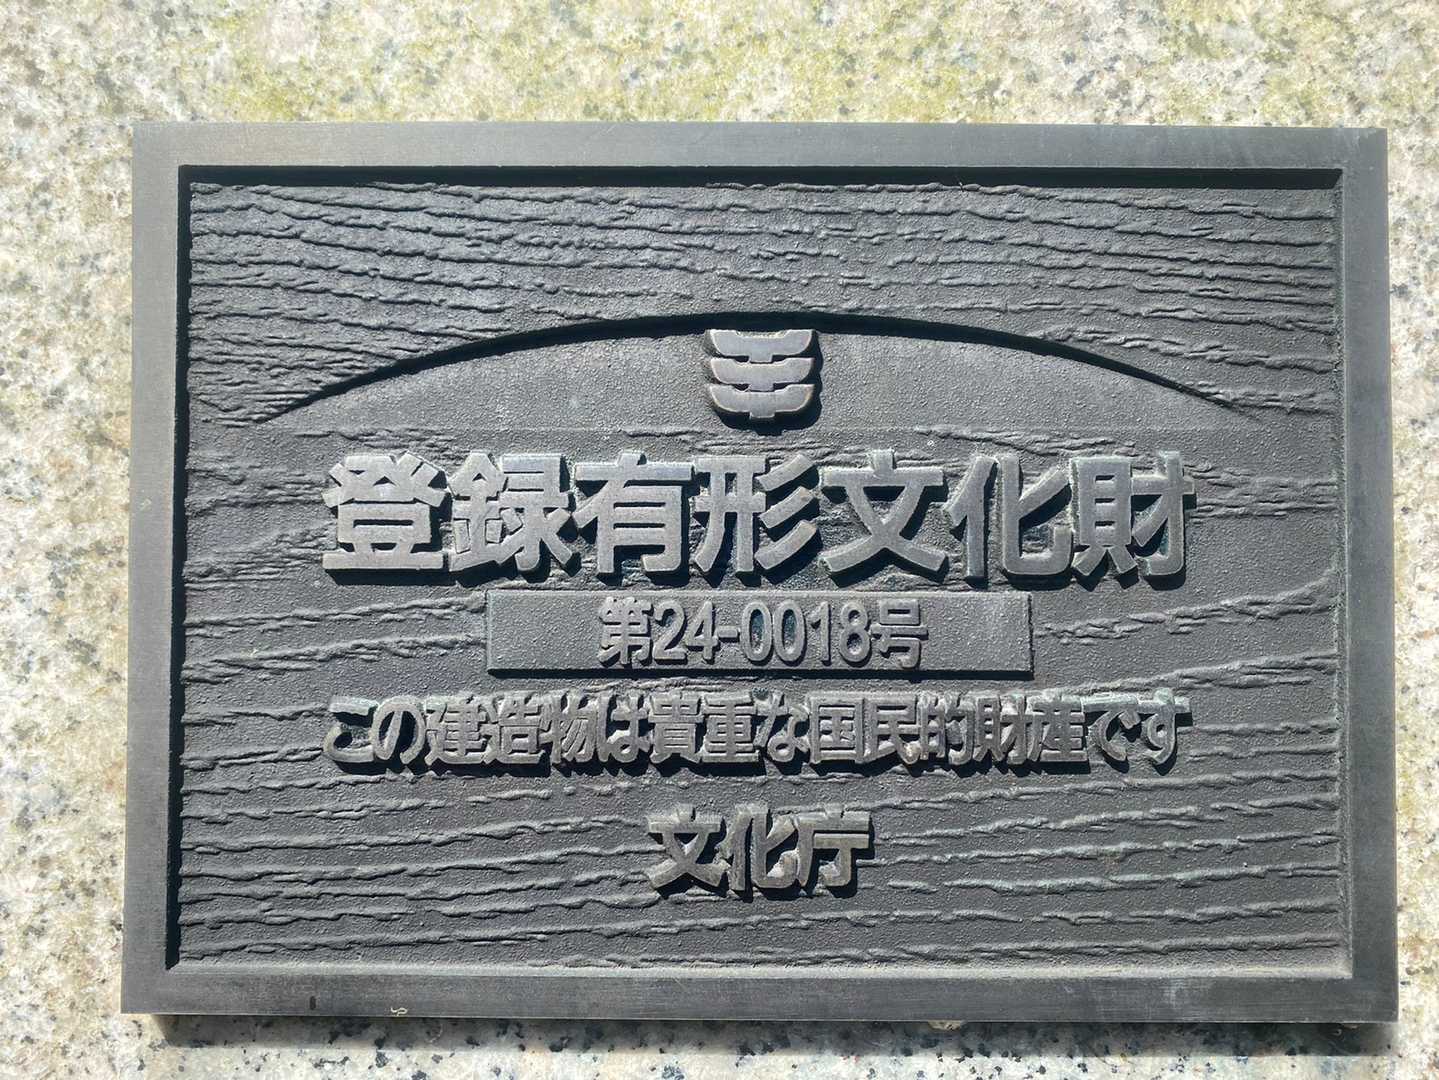 登録有形文化財
第24-0018号
この建造物は貴重な国民的財産です
文化庁